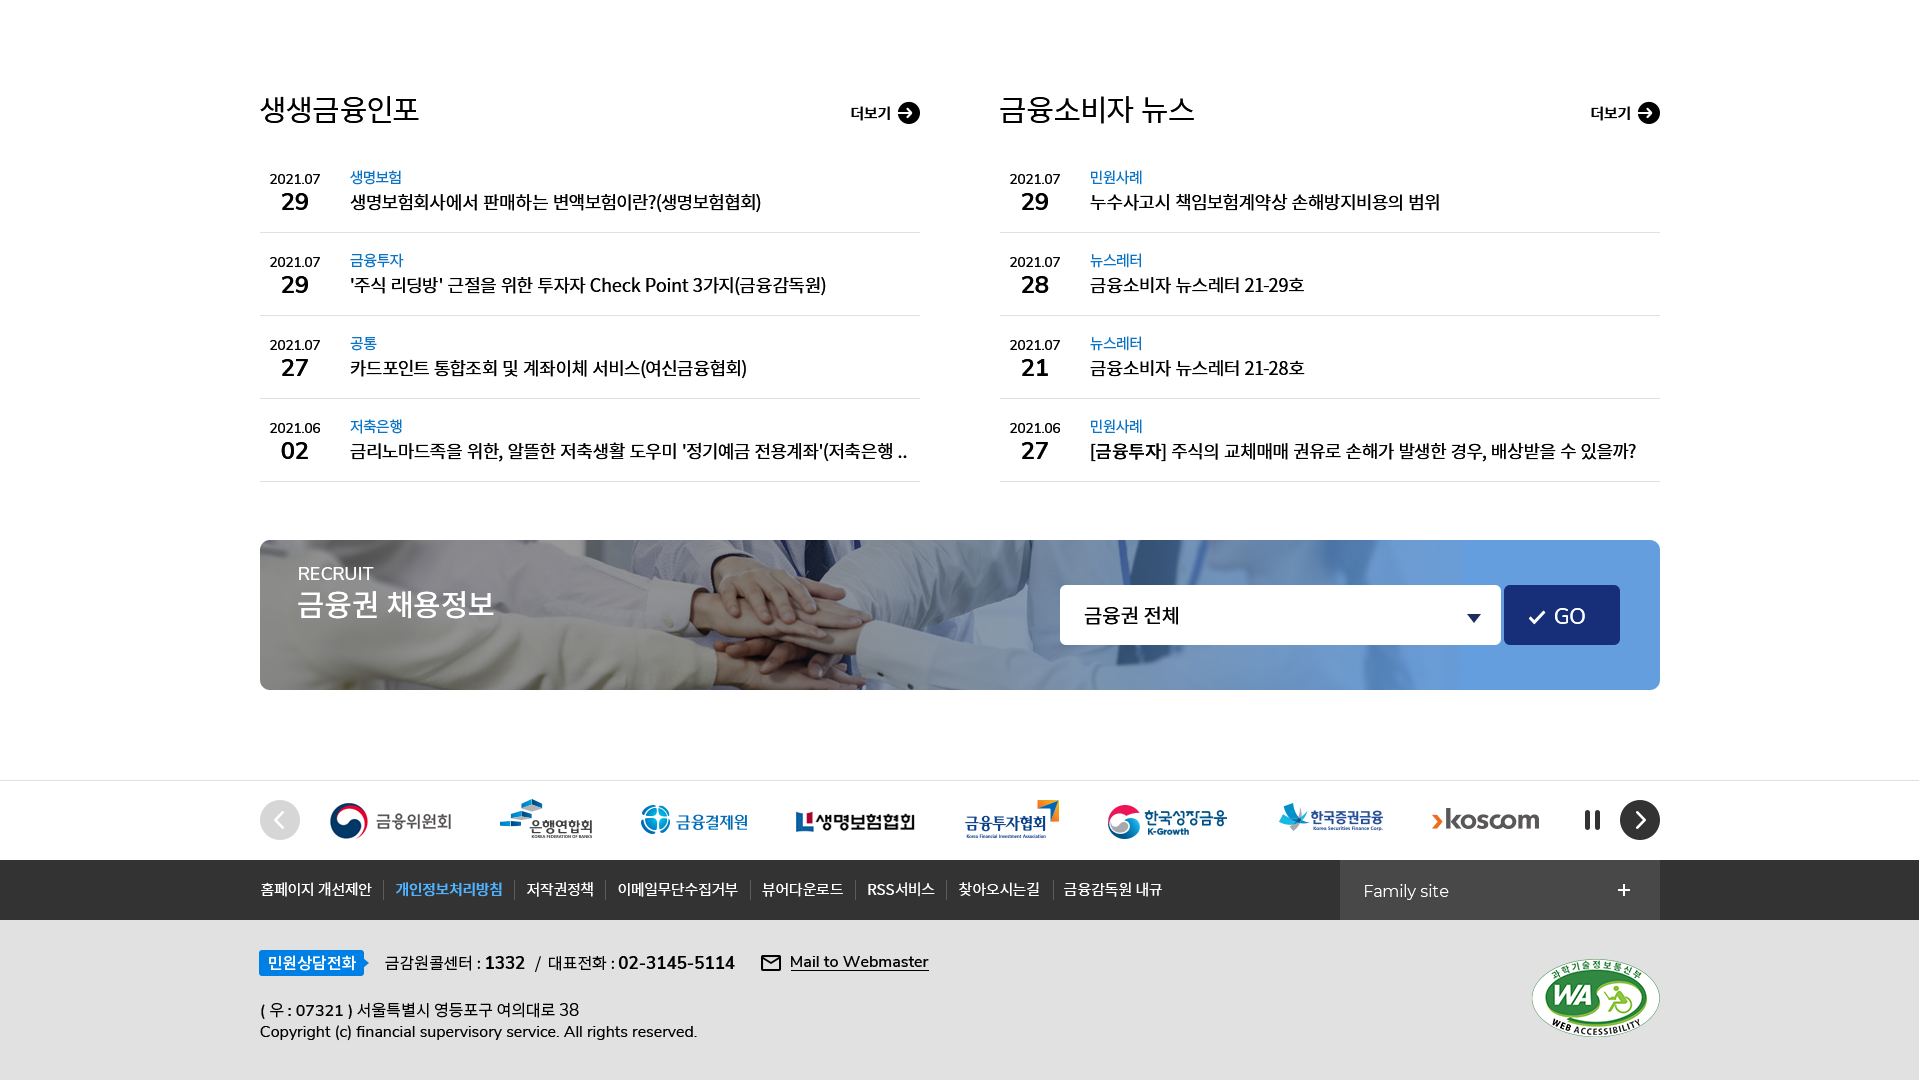 생생금융인포
더보기
2021.07
29
생명보험
생명보험회사에서 판매하는 변액보험이란?(생명보험협회)
2021.07
29
금융투자
'주식 리딩방' 근절을 위한 투자자 Check Point 3가지(금융감독원)
2021.07
27
공통
카드포인트 통합조회 및 계좌이체 서비스(여신금융협회)
2021.06
02
저축은행
금리노마드족을 위한, 알뜰한 저축생활 도우미 '정기예금 전용계좌'(저축은행 ..
금융소비자 뉴스
더보기
2021.07
29
민원사례
누수사고시 책임보험계약상 손해방지비용의 범위
2021.07
28
뉴스레터
금융소비자 뉴스레터 21-29호
2021.07
21
뉴스레터
금융소비자 뉴스레터 21-28호
2021.06
27
민원사례
[금융투자] 주식의 교체매매 권유로 손해가 발생한 경우, 배상받을 수 있을까?
RECRUIT
금융권 채용정보
금융권 전체
GO
금융위원회
은행연합회
KOREA FEDERATION OF BANKS
금융결제원
생명보험협회
금융투자협회
Korea Financial Investment Association
한국성장금융
K-Growth
한국증권금융
Korea Securities Finance Corp.
koscom
홈페이지 개선제안 개인정보처리방침 저작권정책 이메일무단수집거부 뷰어다운로드 RSS서비스 찾아오시는길 금융감독원 내규
Family site
민원상담전화 금감원콜센터 : 1332 / 대표전화 : 02-3145-5114 Mail to Webmaster
( 우 : 07321 ) 서울특별시 영등포구 여의대로 38
Copyright (c) financial supervisory service. All rights reserved.
과학기술정보통신부
WA
WEB ACCESSIBILITY